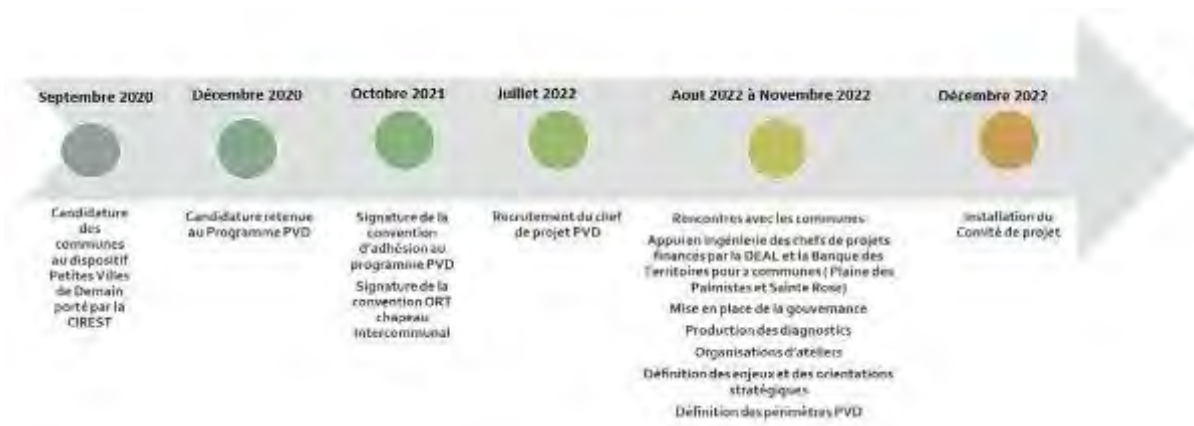 Septembre 2020
Candidature
des
communes
au dispositif
Petites Villes
de Demain
porté par la
CIREST
Décembre 2020
Candidature retenue
au Programme PVD
Octobre 2021
Signature de la
convention
d'adhésion au
programme PVD
Signature de la
convention ORT
chapeau
Intercommunal
Juillet 2022
Recrutement du chef
de projet PVD
Aout 2022 à Novembre 2022
Rencontres avec les communes
Appui en ingénierie des chefs de projets
financés par la DEAL et la Banque des
Territoires pour 2 communes ( Plaine des
Palmistes et Sainte Rose)
Mise en place de la gouvernance
Production des diagnostics
Organisations d'ateliers
Définition des enjeux et des orientations
stratégiques
Définition des périmètres PVD
Décembre 2022
Installation du
Comité de projet